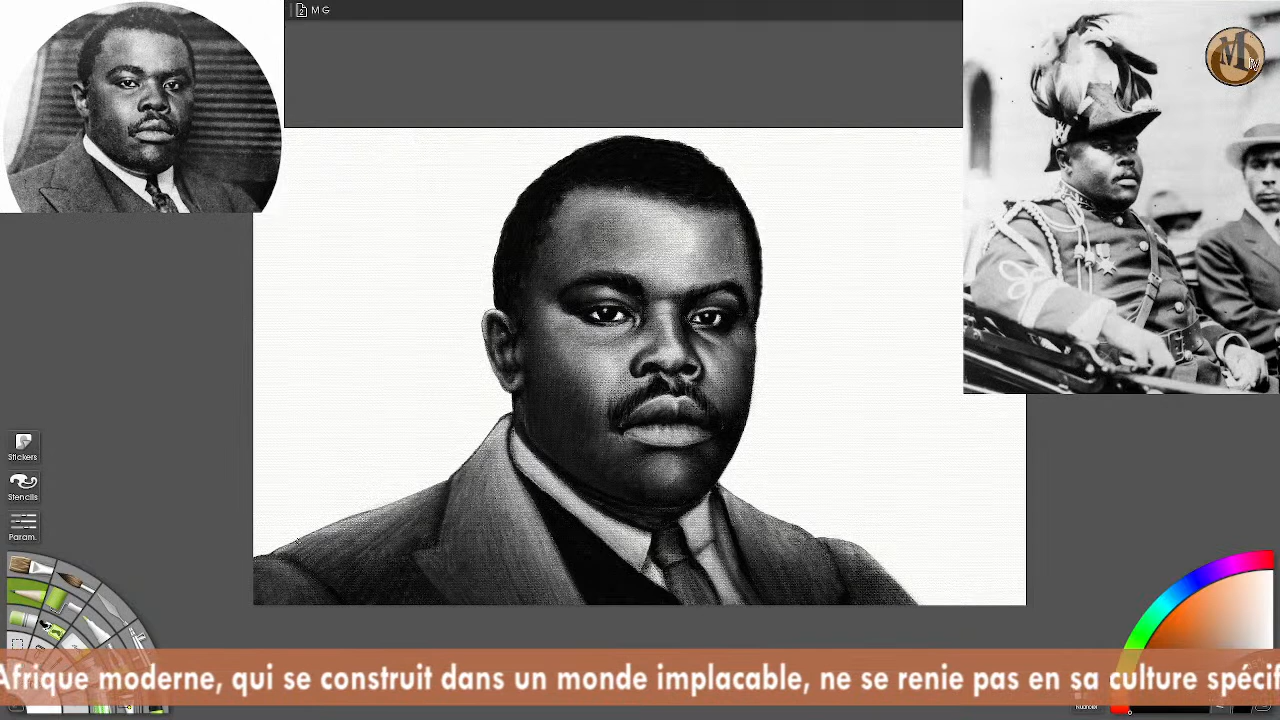 M G
M
TV
Stickers
Stencils
Param.
Afrique moderne, qui se construit dans un monde implacable, ne se renie pas en sa culture spécif